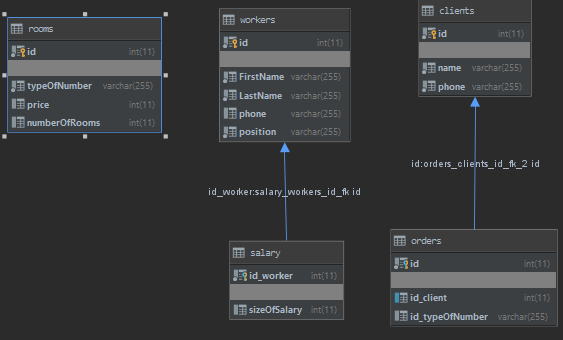 rooms
id int(11)
typeOfNumber varchar(255)
price int(11)
numberOfRooms int(11)
workers
id int(11)
FirstName varchar(255)
LastName varchar(255)
phone varchar(255)
position varchar(255)
clients
id int(11)
name varchar(255)
phone varchar(255)
id:orders_clients_id_fk_2 id
id_worker:salary_workers_id_fk id
salary
id_worker int(11)
sizeOfSalary int(11)
orders
id int(11)
id_client int(11)
id_typeOfNumber varchar(255)